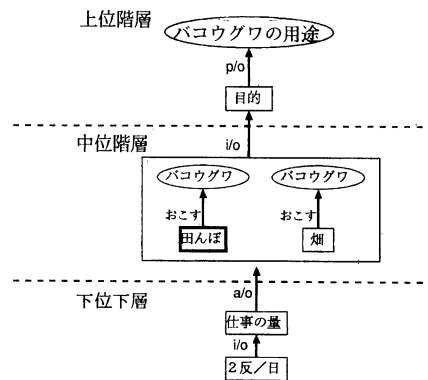 上位階層
バコウグワの用途
p/o
目的
中位階層
i/o
バコウグワ バコウグワ
おこす おこす
田んぼ 畑
下位下層
a/o
仕事の量
i/o
2反/日